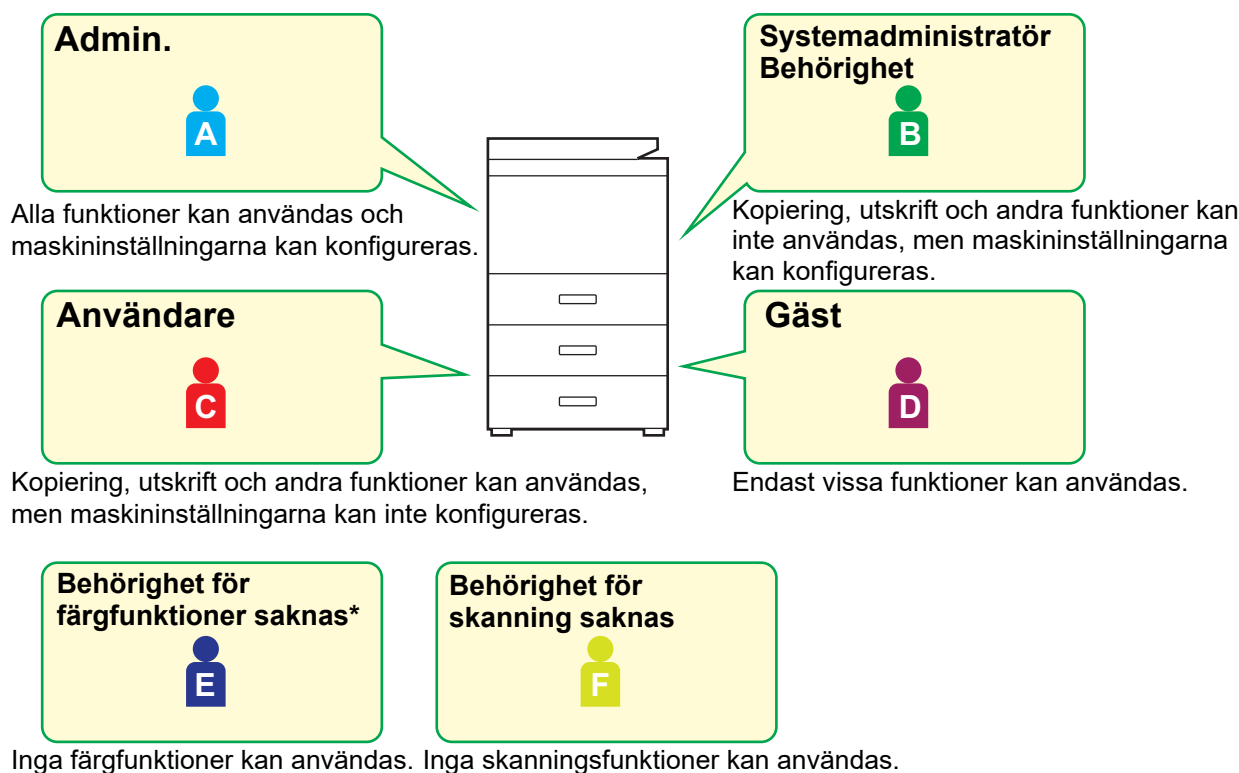 Admin.
A
Alla funktioner kan användas och
maskininställningarna kan konfigureras.
Systemadministratör
Behörighet
B
Kopiering, utskrift och andra funktioner kan
inte användas, men maskininställningarna
kan konfigureras.
Användare
C
Kopiering, utskrift och andra funktioner kan användas,
men maskininställningarna kan inte konfigureras.
Gäst
D
Endast vissa funktioner kan användas.
Behörighet för
färgfunktioner saknas*
E
Inga färgfunktioner kan användas.
Behörighet för
skanning saknas
F
Inga skanningsfunktioner kan användas.